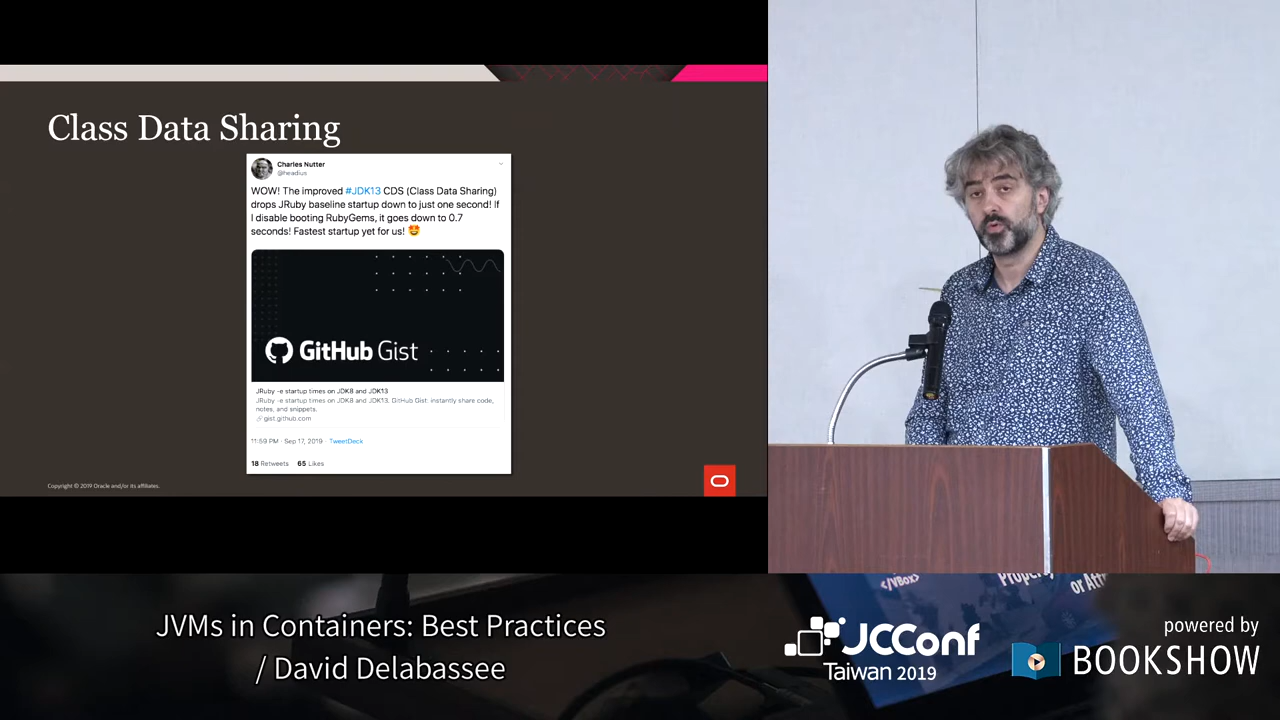 Class Data Sharing
Charles Nutter
@headius
WOW! The improved #JDK13 CDS (Class Data Sharing)
drops JRuby baseline startup down to just one second! If
I disable booting RubyGems, it goes down to 0.7
seconds! Fastest startup yet for us! 🤩
GitHub Gist
JRuby -e startup times on JDK8 and JDK13
JRuby -e startup times on JDK8 and JDK13. GitHub Gist: instantly share code,
notes, and snippets.
gist.github.com
11:59 PM · Sep 17, 2019 · TweetDeck
18 Retweets 65 Likes
Copyright © 2019 Oracle and/or its affiliates.
</VBox>
or Att
JVMs in Containers: Best Practices
/ David Delabassee
JCConf
Taiwan 2019
powered by
BOOKSHOW